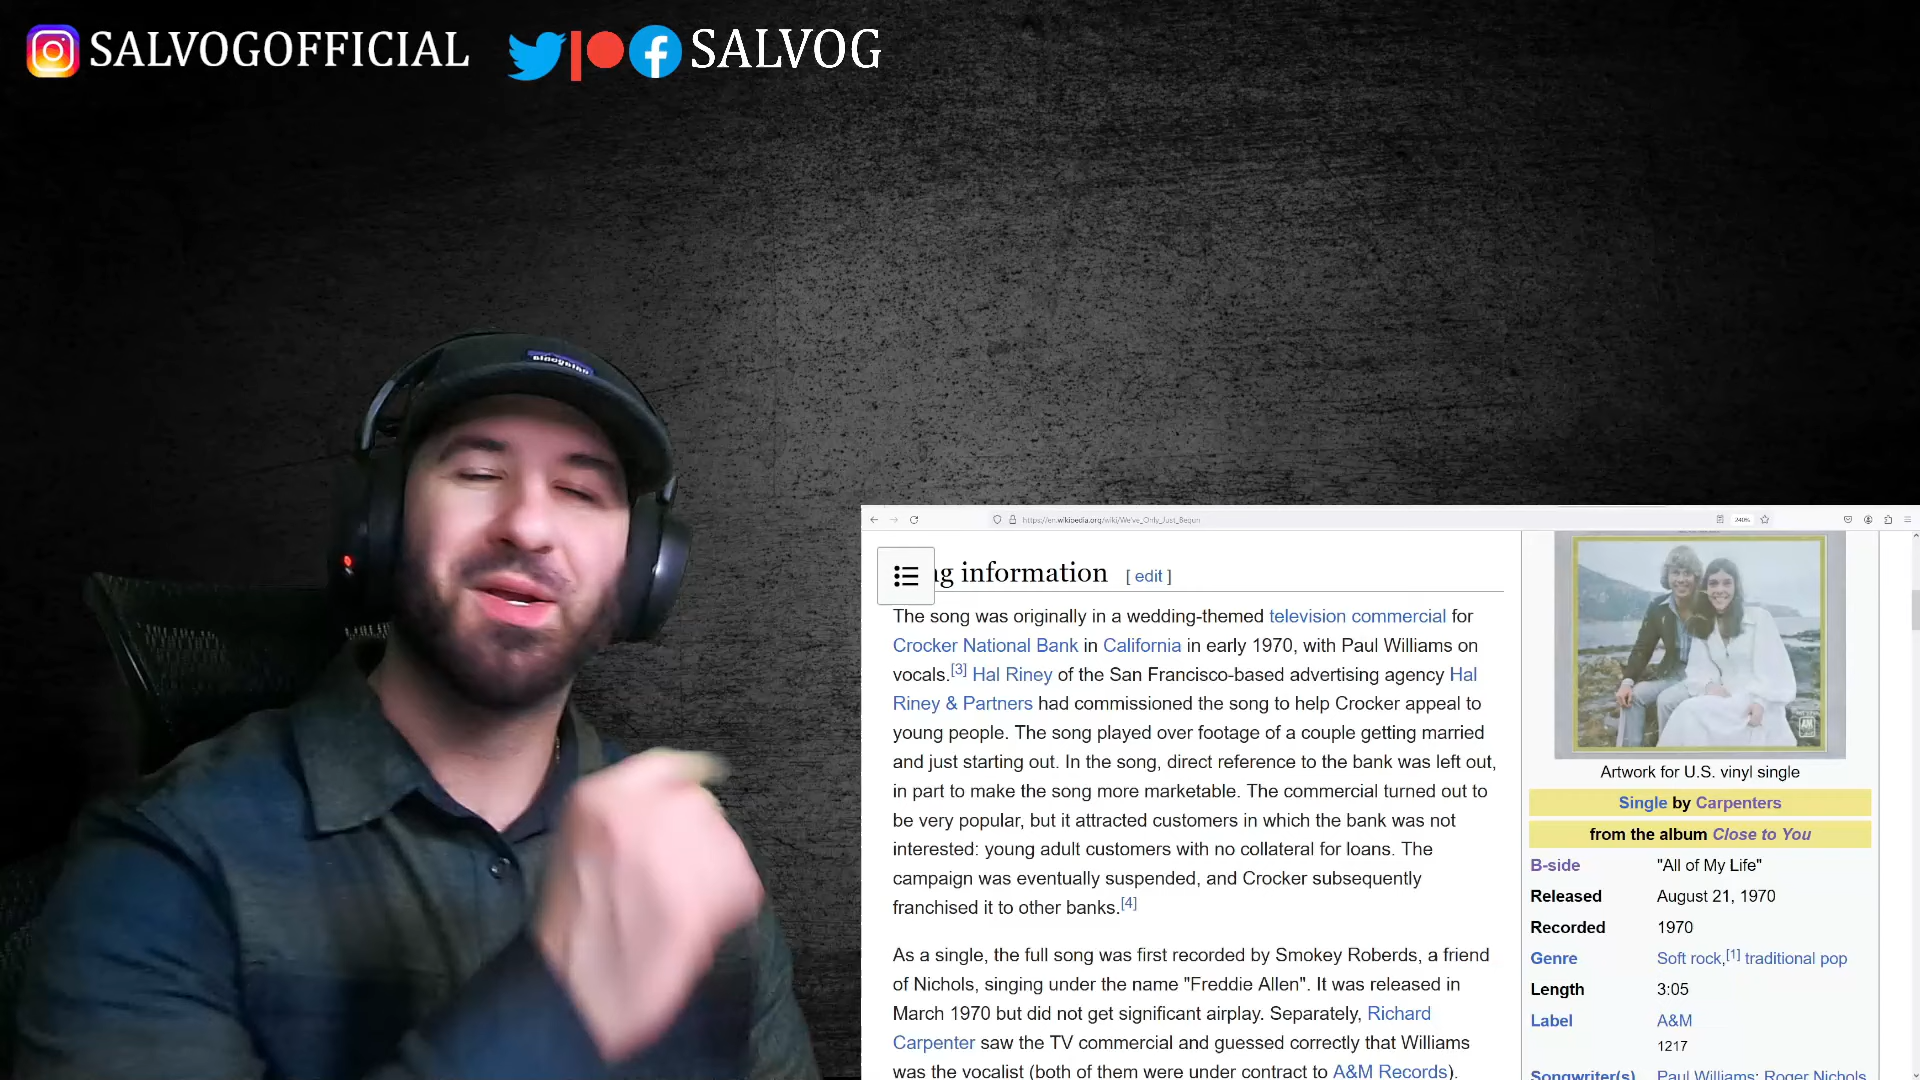 SALVOGOFFICIAL SALVOG
https://en.wikipedia.org/wiki/We've_Only_Just_Begun 240%
ng information [ edit ]
The song was originally in a wedding-themed television commercial for
Crocker National Bank in California in early 1970, with Paul Williams on
vocals.[3] Hal Riney of the San Francisco-based advertising agency Hal
Riney & Partners had commissioned the song to help Crocker appeal to
young people. The song played over footage of a couple getting married
and just starting out. In the song, direct reference to the bank was left out,
in part to make the song more marketable. The commercial turned out to
be very popular, but it attracted customers in which the bank was not
interested: young adult customers with no collateral for loans. The
campaign was eventually suspended, and Crocker subsequently
franchised it to other banks.[4]
As a single, the full song was first recorded by Smokey Roberds, a friend
of Nichols, singing under the name "Freddie Allen". It was released in
March 1970 but did not get significant airplay. Separately, Richard
Carpenter saw the TV commercial and guessed correctly that Williams
was the vocalist (both of them were under contract to A&M Records).
A&M
Artwork for U.S. vinyl single
Single by Carpenters
from the album Close to You
B-side "All of My Life"
Released August 21, 1970
Recorded 1970
Genre Soft rock,[1] traditional pop
Length 3:05
Label A&M
1217
Songwriter(s) Paul Williams; Roger Nichols